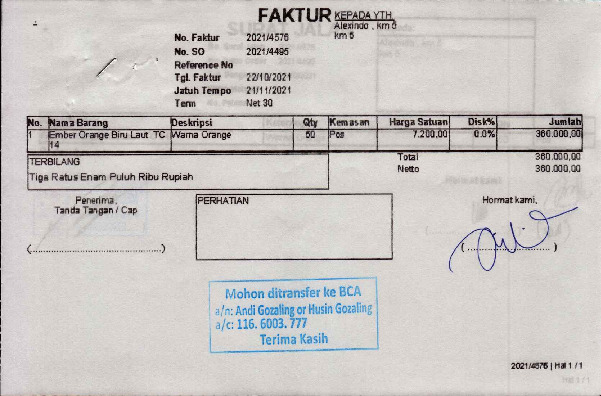 FAKTUR
KEPADA YTH
Alexindo , km 5
km 5
No. Faktur 2021/4576
No. SO 2021/4495
Reference No
Tgl. Faktur 22/10/2021
Jatuh Tempo 21/11/2021
Term Net 30
No. Nama Barang Deskripsi Qty Kemasan Harga Satuan Disk% Jumlah
1 Ember Orange Biru Laut TC Warna Orange 50 Pcs 7.200,00 0.0% 360.000,00
14
TERBILANG Total 360.000,00
Netto 360.000,00
Tiga Ratus Enam Puluh Ribu Rupiah
Penerima, PERHATIAN Hormat kami,
Tanda Tangan / Cap
(......................................) (......................................)
Mohon ditransfer ke BCA
a/n: Andi Gozaling or Husin Gozaling
a/c: 116. 6003. 777
Terima Kasih
2021/4576 | Hal 1 / 1